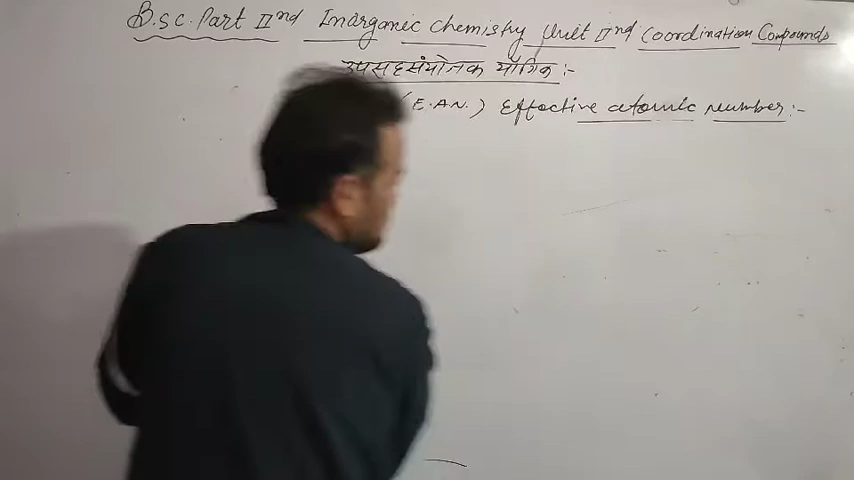 B.sc. Part IInd Inorganic Chemistry Unit IInd Coordination Compounds
उपसहसंयोजक यौगिक :-
(E.A.N.) Effective atomic number :-